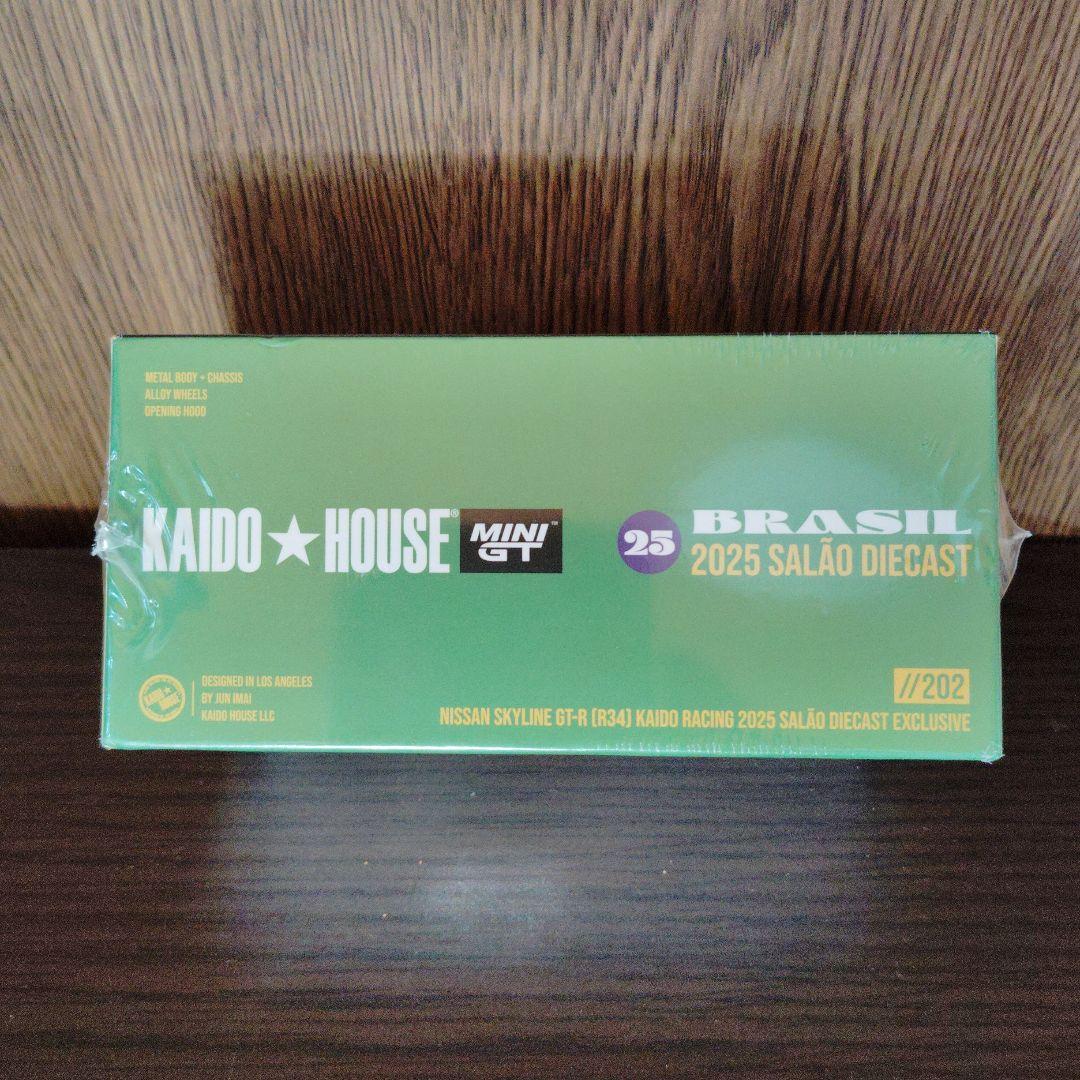 METAL BODY + CHASSIS
ALLOY WHEELS
OPENING HOOD
KAIDO★HOUSE®
MINI GT™
25
BRASIL
2025 SALÃO DIECAST
DESIGNED IN LOS ANGELES
BY JUN IMAI
KAIDO HOUSE LLC
//202
NISSAN SKYLINE GT-R (R34) KAIDO RACING 2025 SALÃO DIECAST EXCLUSIVE